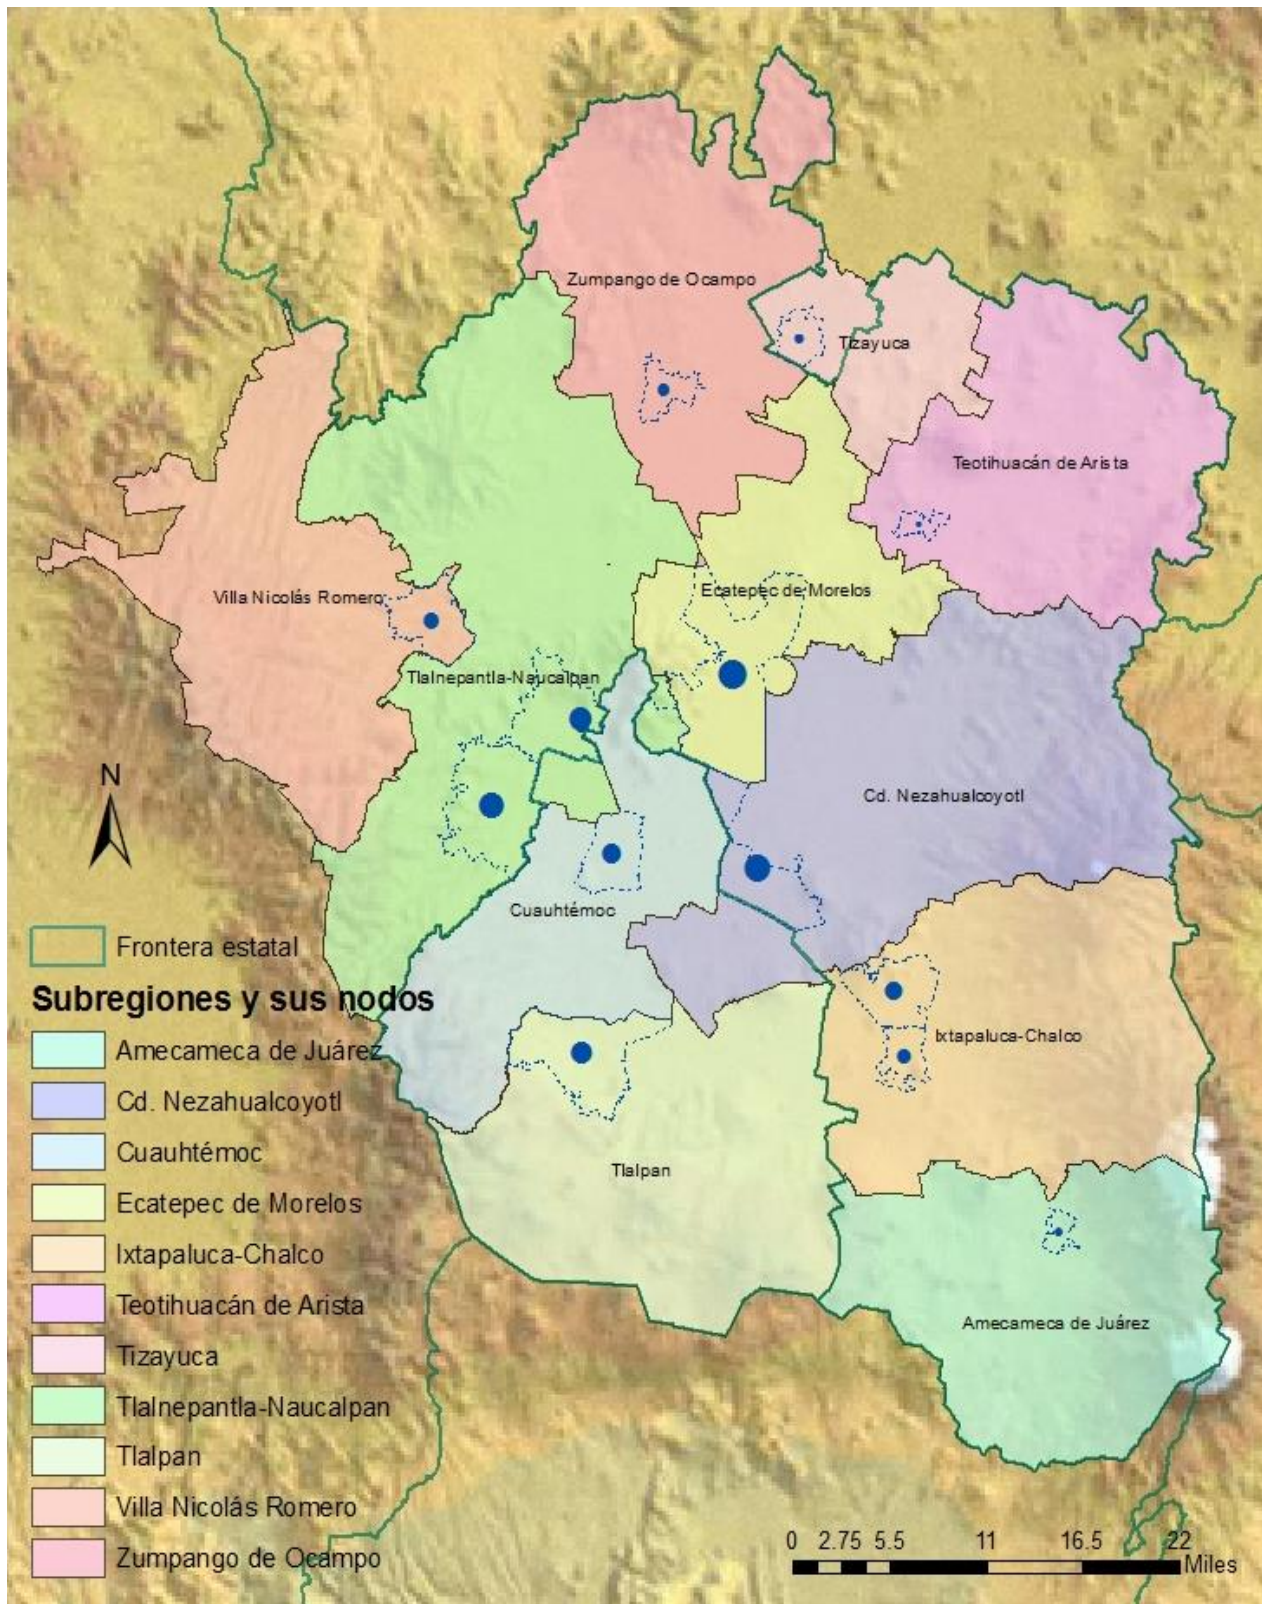 Zumpango de Ocampo
Tizayuca
Teotihuacán de Arista
Villa Nicolás Romero
Ecatepec de Morelos
Tlalnepantla-Naucalpan
N
Cd. Nezahualcoyotl
Cuauhtémoc
Ixtapaluca-Chalco
Tlalpan
Amecameca de Juárez
Frontera estatal
Subregiones y sus nodos
Amecameca de Juárez
Cd. Nezahualcoyotl
Cuauhtémoc
Ecatepec de Morelos
Ixtapaluca-Chalco
Teotihuacán de Arista
Tizayuca
Tlalnepantla-Naucalpan
Tlalpan
Villa Nicolás Romero
Zumpango de Ocampo
0 2.75 5.5 11 16.5 22
Miles